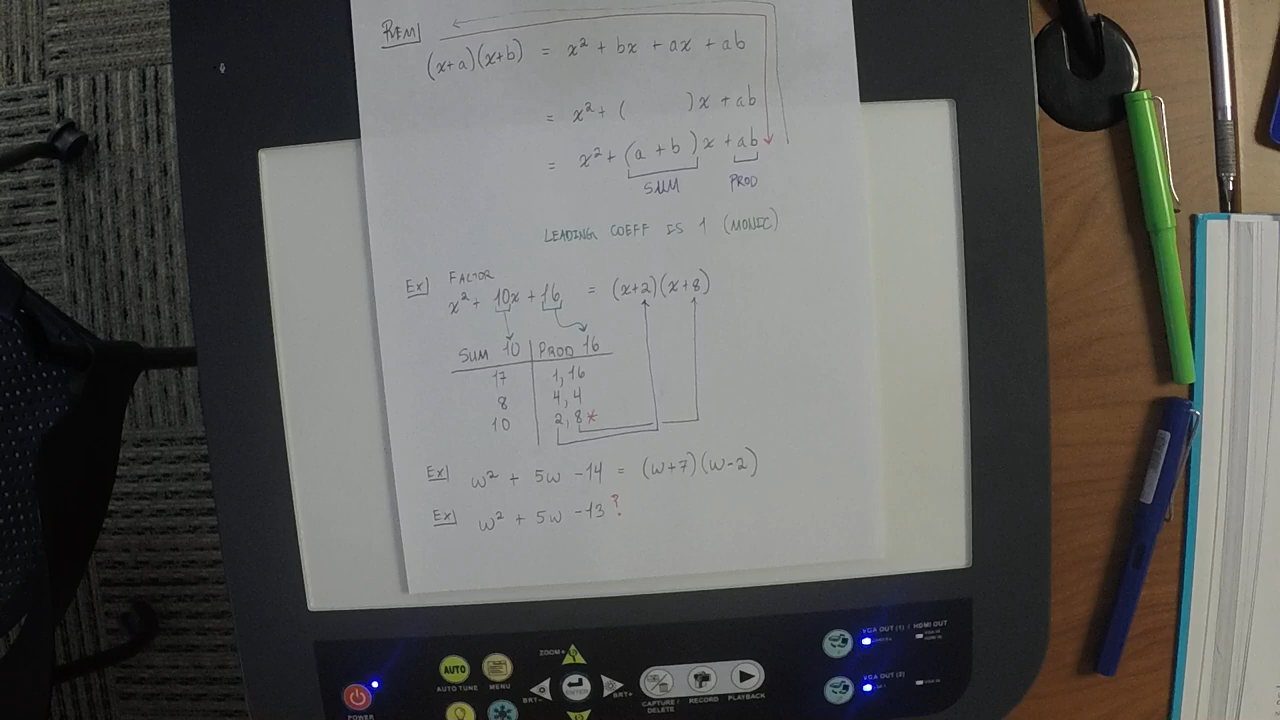 REM
(x+a)(x+b) = x² + bx + ax + ab
= x² + (      )x + ab
= x² + (a + b)x + ab
SUM PROD
LEADING COEFF IS 1 (MONIC)
Ex) FACTOR
x² + 10x + 16 = (x+2)(x+8)
SUM 10 | PROD 16
17 | 1, 16
8 | 4, 4
10 | 2, 8*
Ex) w² + 5w -14 = (w+7)(w-2)
Ex) w² + 5w -13 ?
ZOOM+
AUTO
AUTO TUNE
MENU
BRT-
ENTER
BRT+
CAPTURE / DELETE
RECORD
PLAYBACK
POWER
VGA OUT (1) / HDMI OUT
VGA OUT (2)